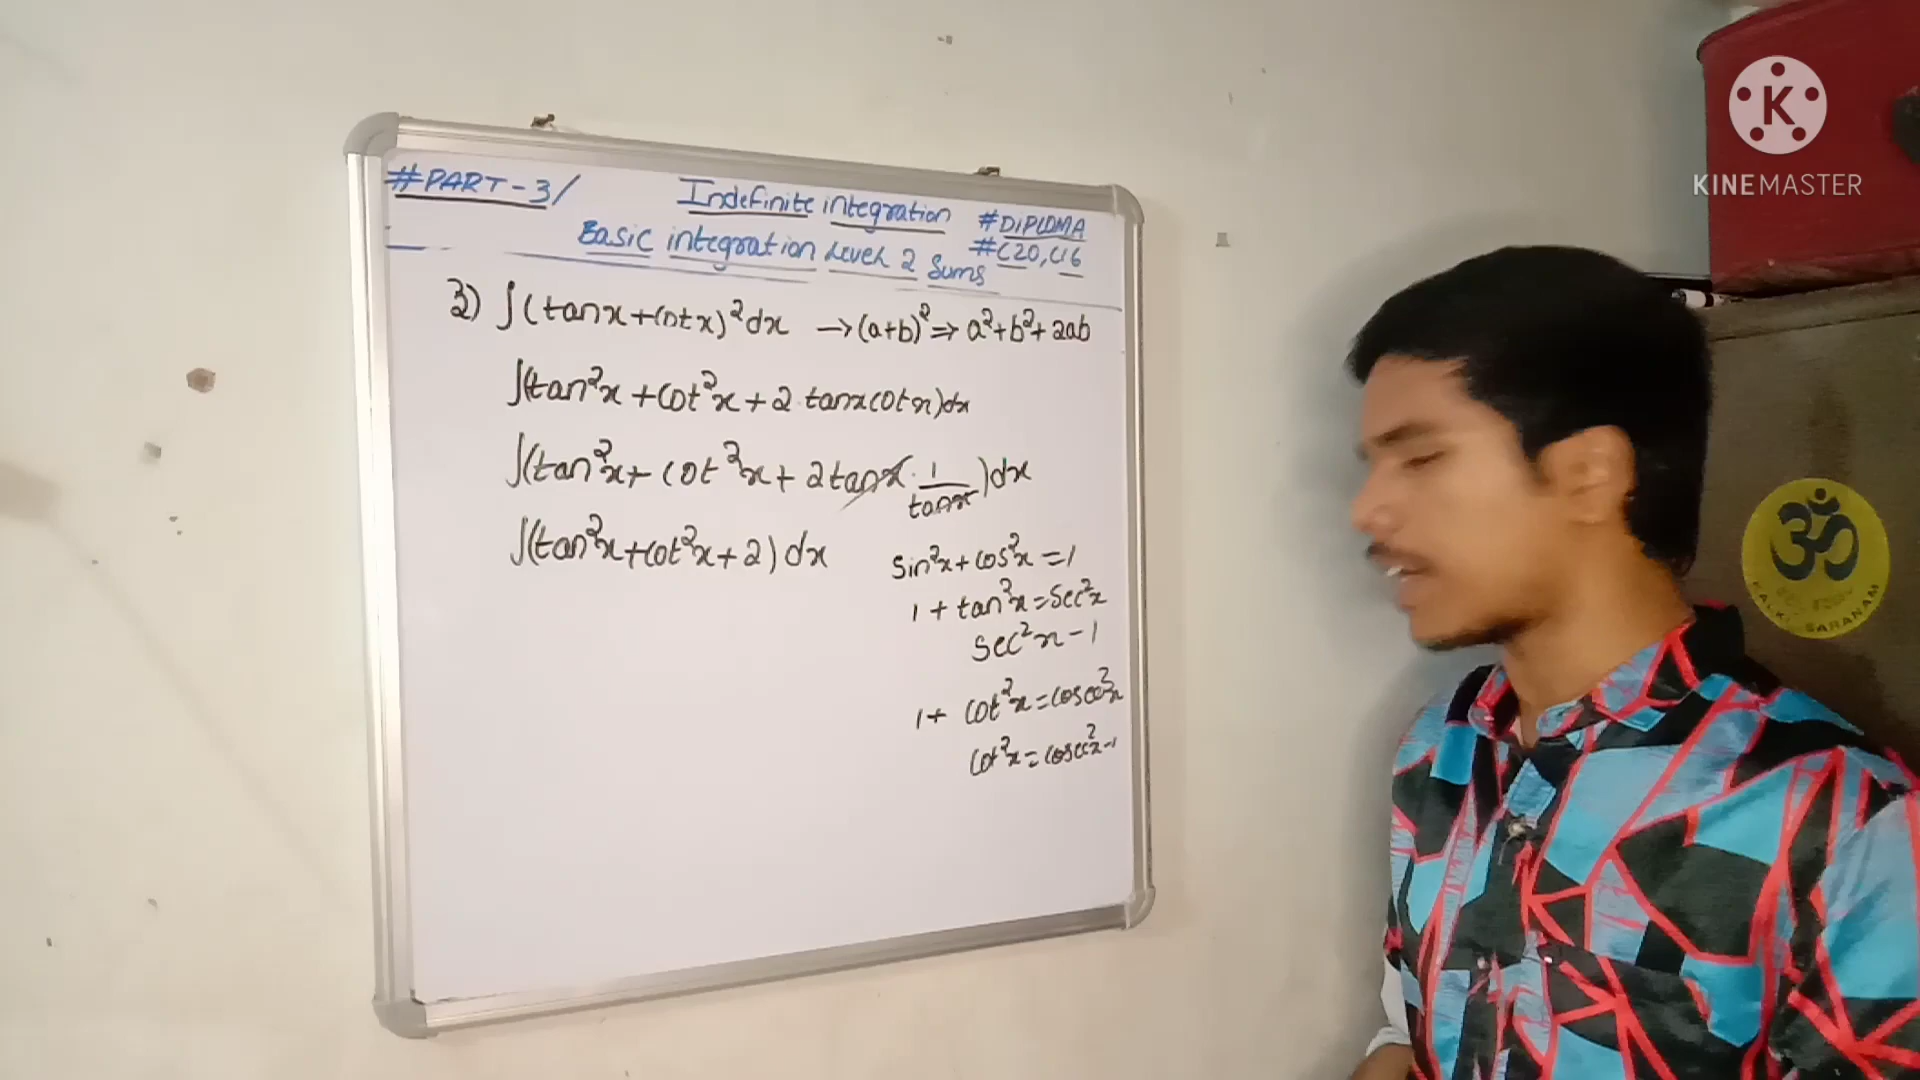 #PART-3/ Indefinite integration #DIPLOMA
Basic integration Level 2 Sums #C20,C16
3) ∫(tanx+cotx)²dx →(a+b)²⇒ a²+b²+2ab
∫(tan²x+cot²x+2 tanxcotx)dx
∫(tan²x+cot²x+2tanx·1/tanx)dx
∫(tan²x+cot²x+2)dx
sin²x+cos²x=1
1+tan²x=sec²x
sec²x-1
1+cot²x=cosec²x
cot²x=cosec²x-1
KINEMASTER
K
ॐ
KALKI SARANAM